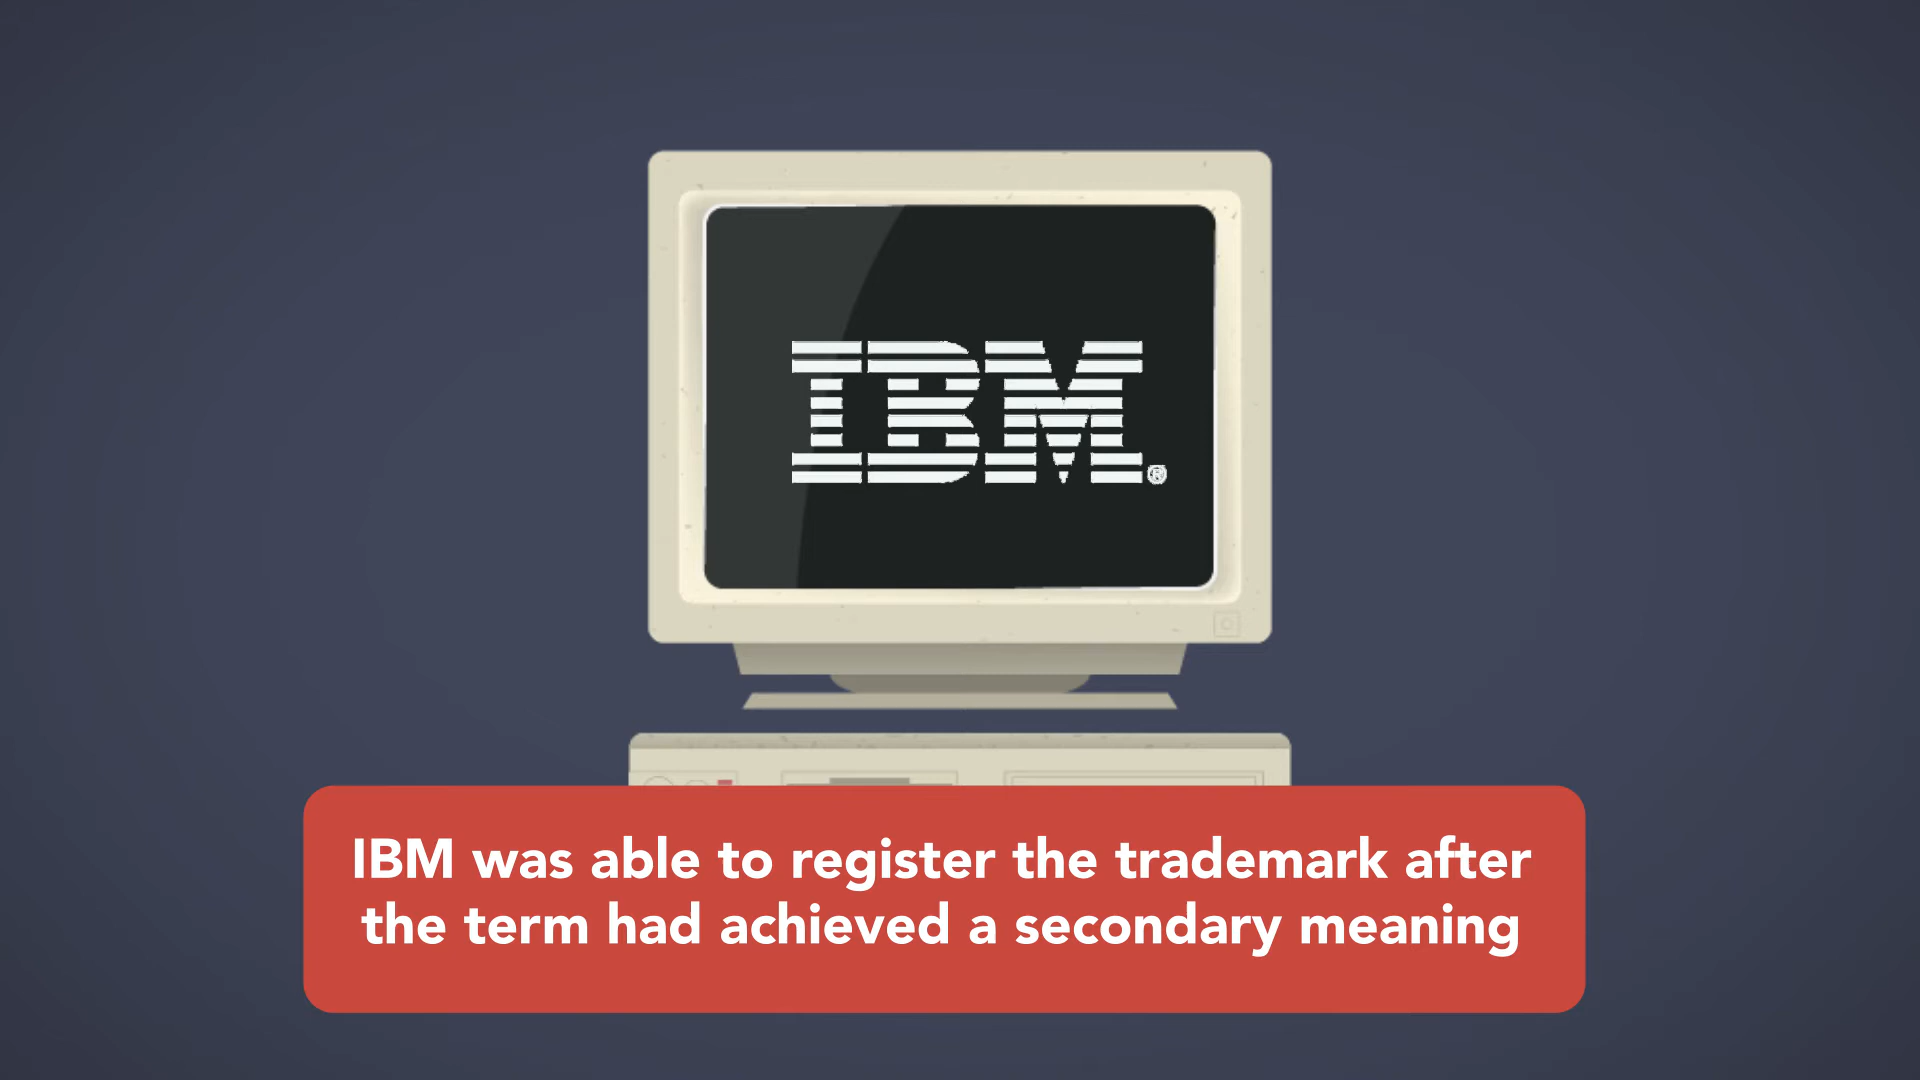 IBM®
IBM was able to register the trademark after
the term had achieved a secondary meaning